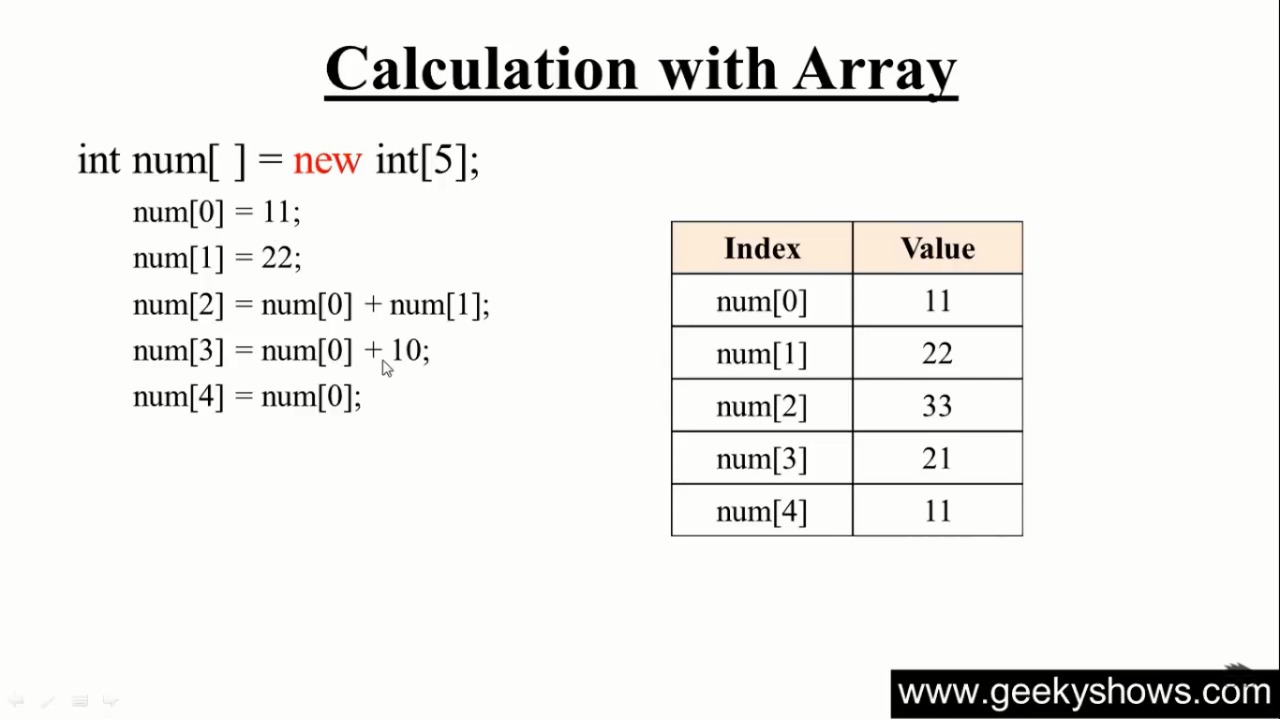 Calculation with Array
int num[ ] = new int[5];
num[0] = 11;
num[1] = 22;
num[2] = num[0] + num[1];
num[3] = num[0] + 10;
num[4] = num[0];
Index Value
num[0] 11
num[1] 22
num[2] 33
num[3] 21
num[4] 11
www.geekyshows.com